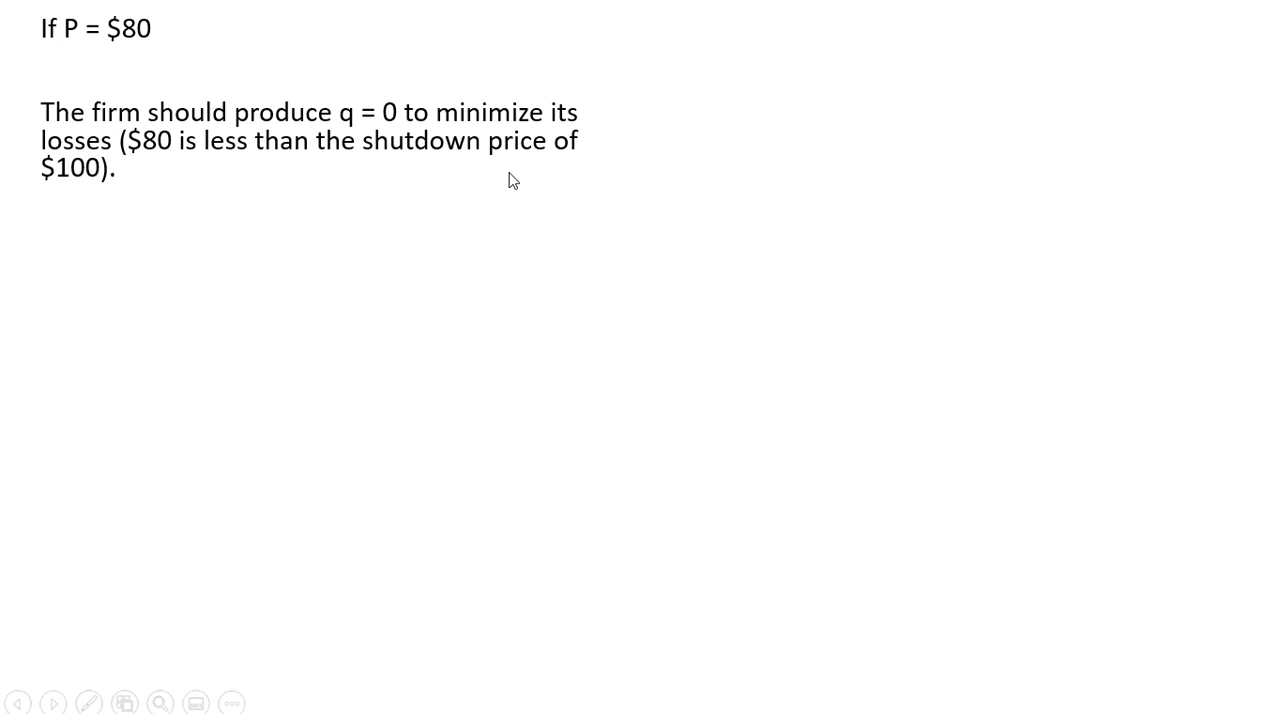 If P = $80
The firm should produce q = 0 to minimize its
losses ($80 is less than the shutdown price of
$100).